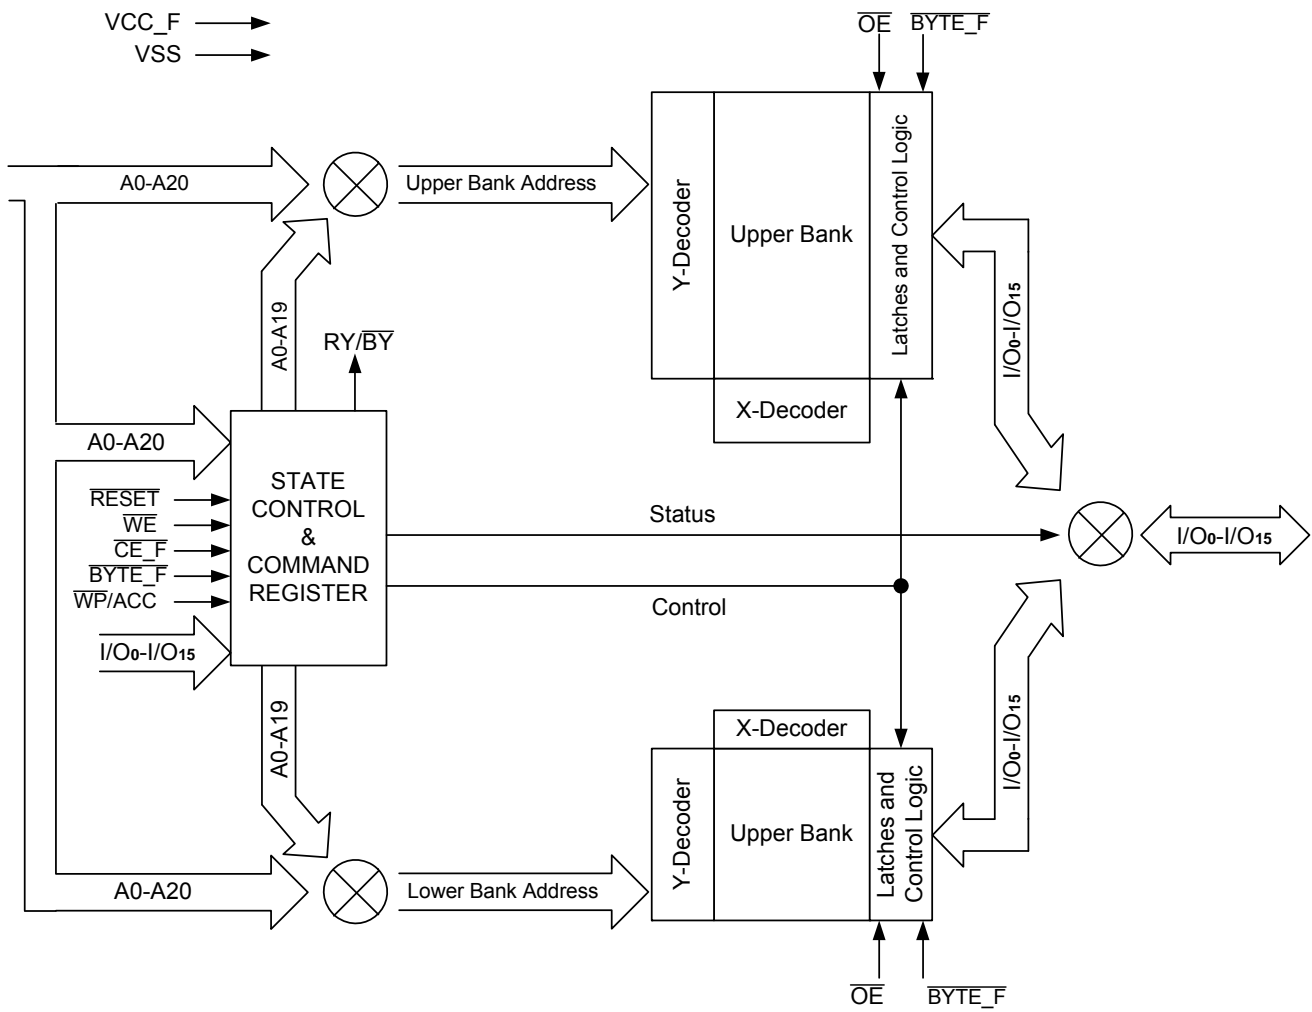 VCC_F
VSS
OE
BYTE_F
A0-A20
Upper Bank Address
Y-Decoder
Upper Bank
Latches and Control Logic
I/O0-I/O15
A0-A19
RY/BY
X-Decoder
A0-A20
RESET
WE
CE_F
BYTE_F
WP/ACC
I/O0-I/O15
STATE
CONTROL
&
COMMAND
REGISTER
Status
Control
I/O0-I/O15
A0-A19
X-Decoder
Y-Decoder
Upper Bank
Latches and
Control Logic
I/O0-I/O15
A0-A20
Lower Bank Address
OE
BYTE_F